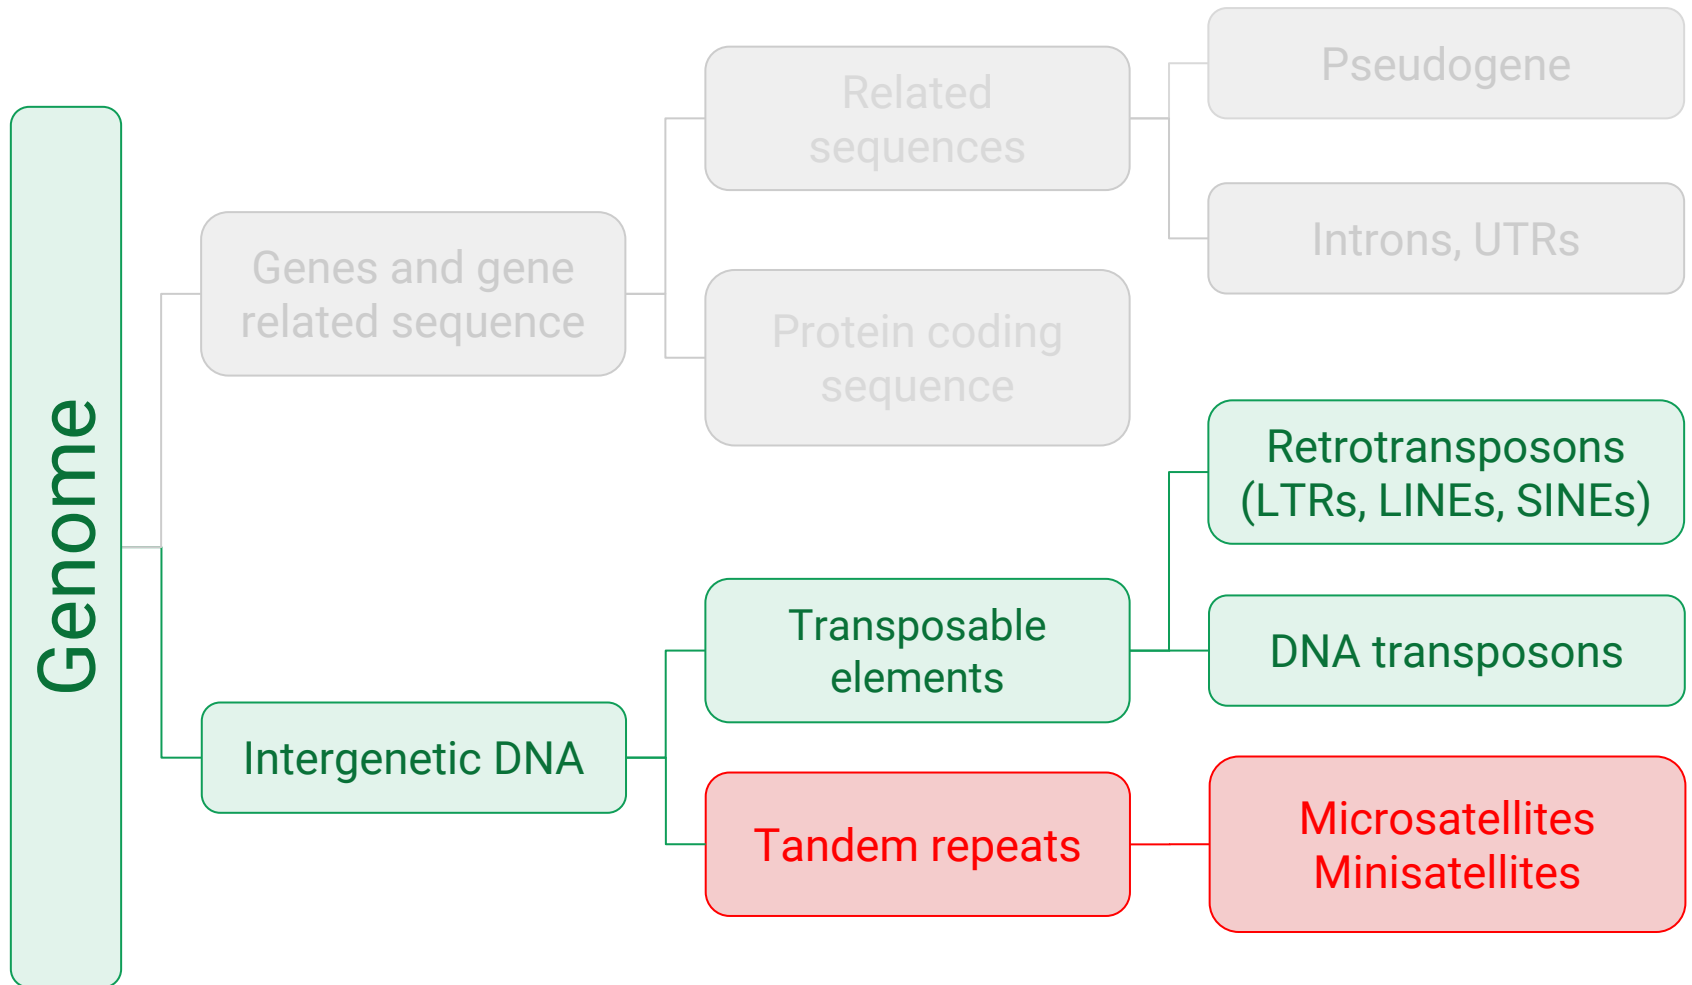 Genome
Genes and gene
related sequence
Related
sequences
Pseudogene
Introns, UTRs
Protein coding
sequence
Intergenetic DNA
Transposable
elements
Retrotransposons
(LTRs, LINEs, SINEs)
DNA transposons
Tandem repeats
Microsatellites
Minisatellites